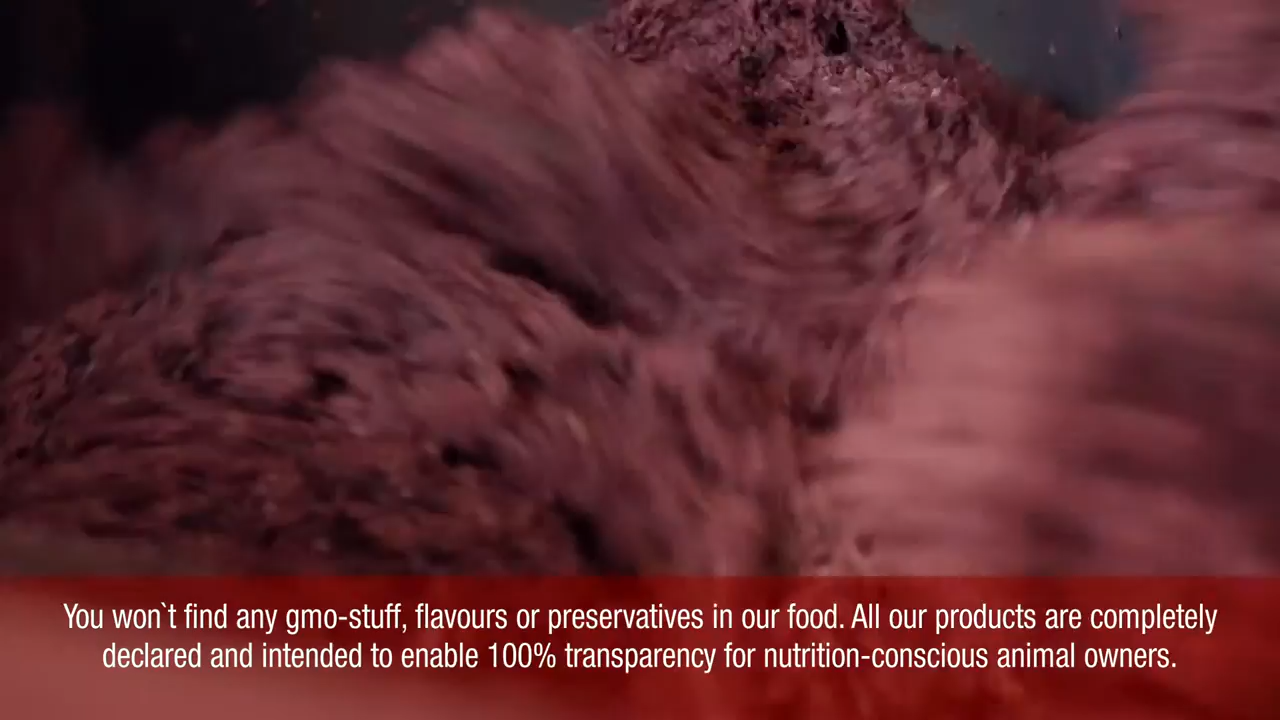 You won`t find any gmo-stuff, flavours or preservatives in our food. All our products are completely
declared and intended to enable 100% transparency for nutrition-conscious animal owners.